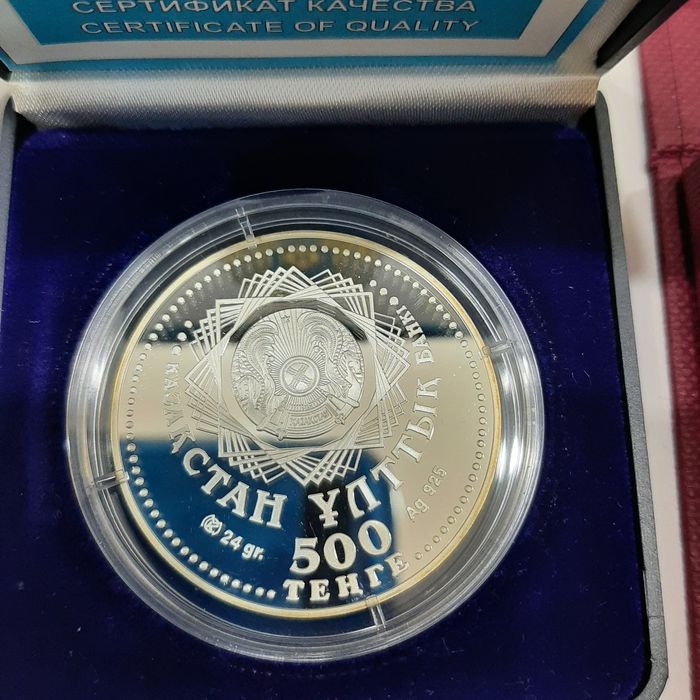 СЕРТИФИКАТ КАЧЕСТВА
CERTIFICATE OF QUALITY
ҚАЗАҚСТАН ҰЛТТЫҚ БАНКІ
24 gr.
Ag 925
500
ТЕҢГЕ